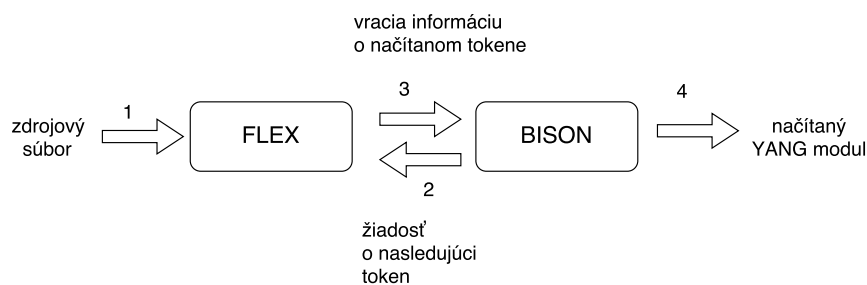 vracia informáciu
o načítanom tokene
zdrojový
súbor
1
FLEX
3
2
BISON
4
načítaný
YANG modul
žiadosť
o nasledujúci
token